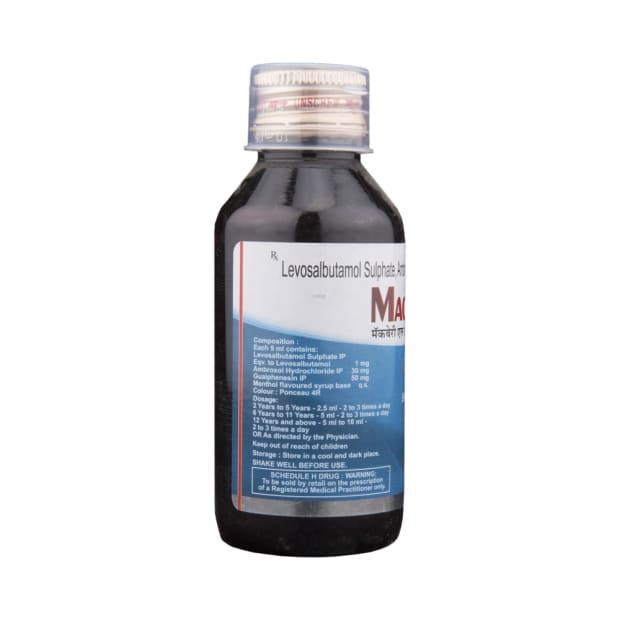 UNSCREW
Rx
Levosalbutamol Sulphate, Amb
MAC
मॅकबेरी एल
Composition :
Each 5 ml contains:
Levosalbutamol Sulphate IP
Eqv. to Levosalbutamol 1 mg
Ambroxol Hydrochloride IP 30 mg
Guaiphenesin IP 50 mg
Menthol flavoured syrup base q.s.
Colour : Ponceau 4R
Dosage:
2 Years to 5 Years - 2.5 ml - 2 to 3 times a day
6 Years to 11 Years - 5 ml - 2 to 3 times a day
12 Years and above - 5 ml to 10 ml -
2 to 3 times a day
OR As directed by the Physician.
Keep out of reach of children
Storage : Store in a cool and dark place.
SHAKE WELL BEFORE USE.
SCHEDULE H DRUG : WARNING:
To be sold by retail on the prescription
of a Registered Medical Practitioner only.